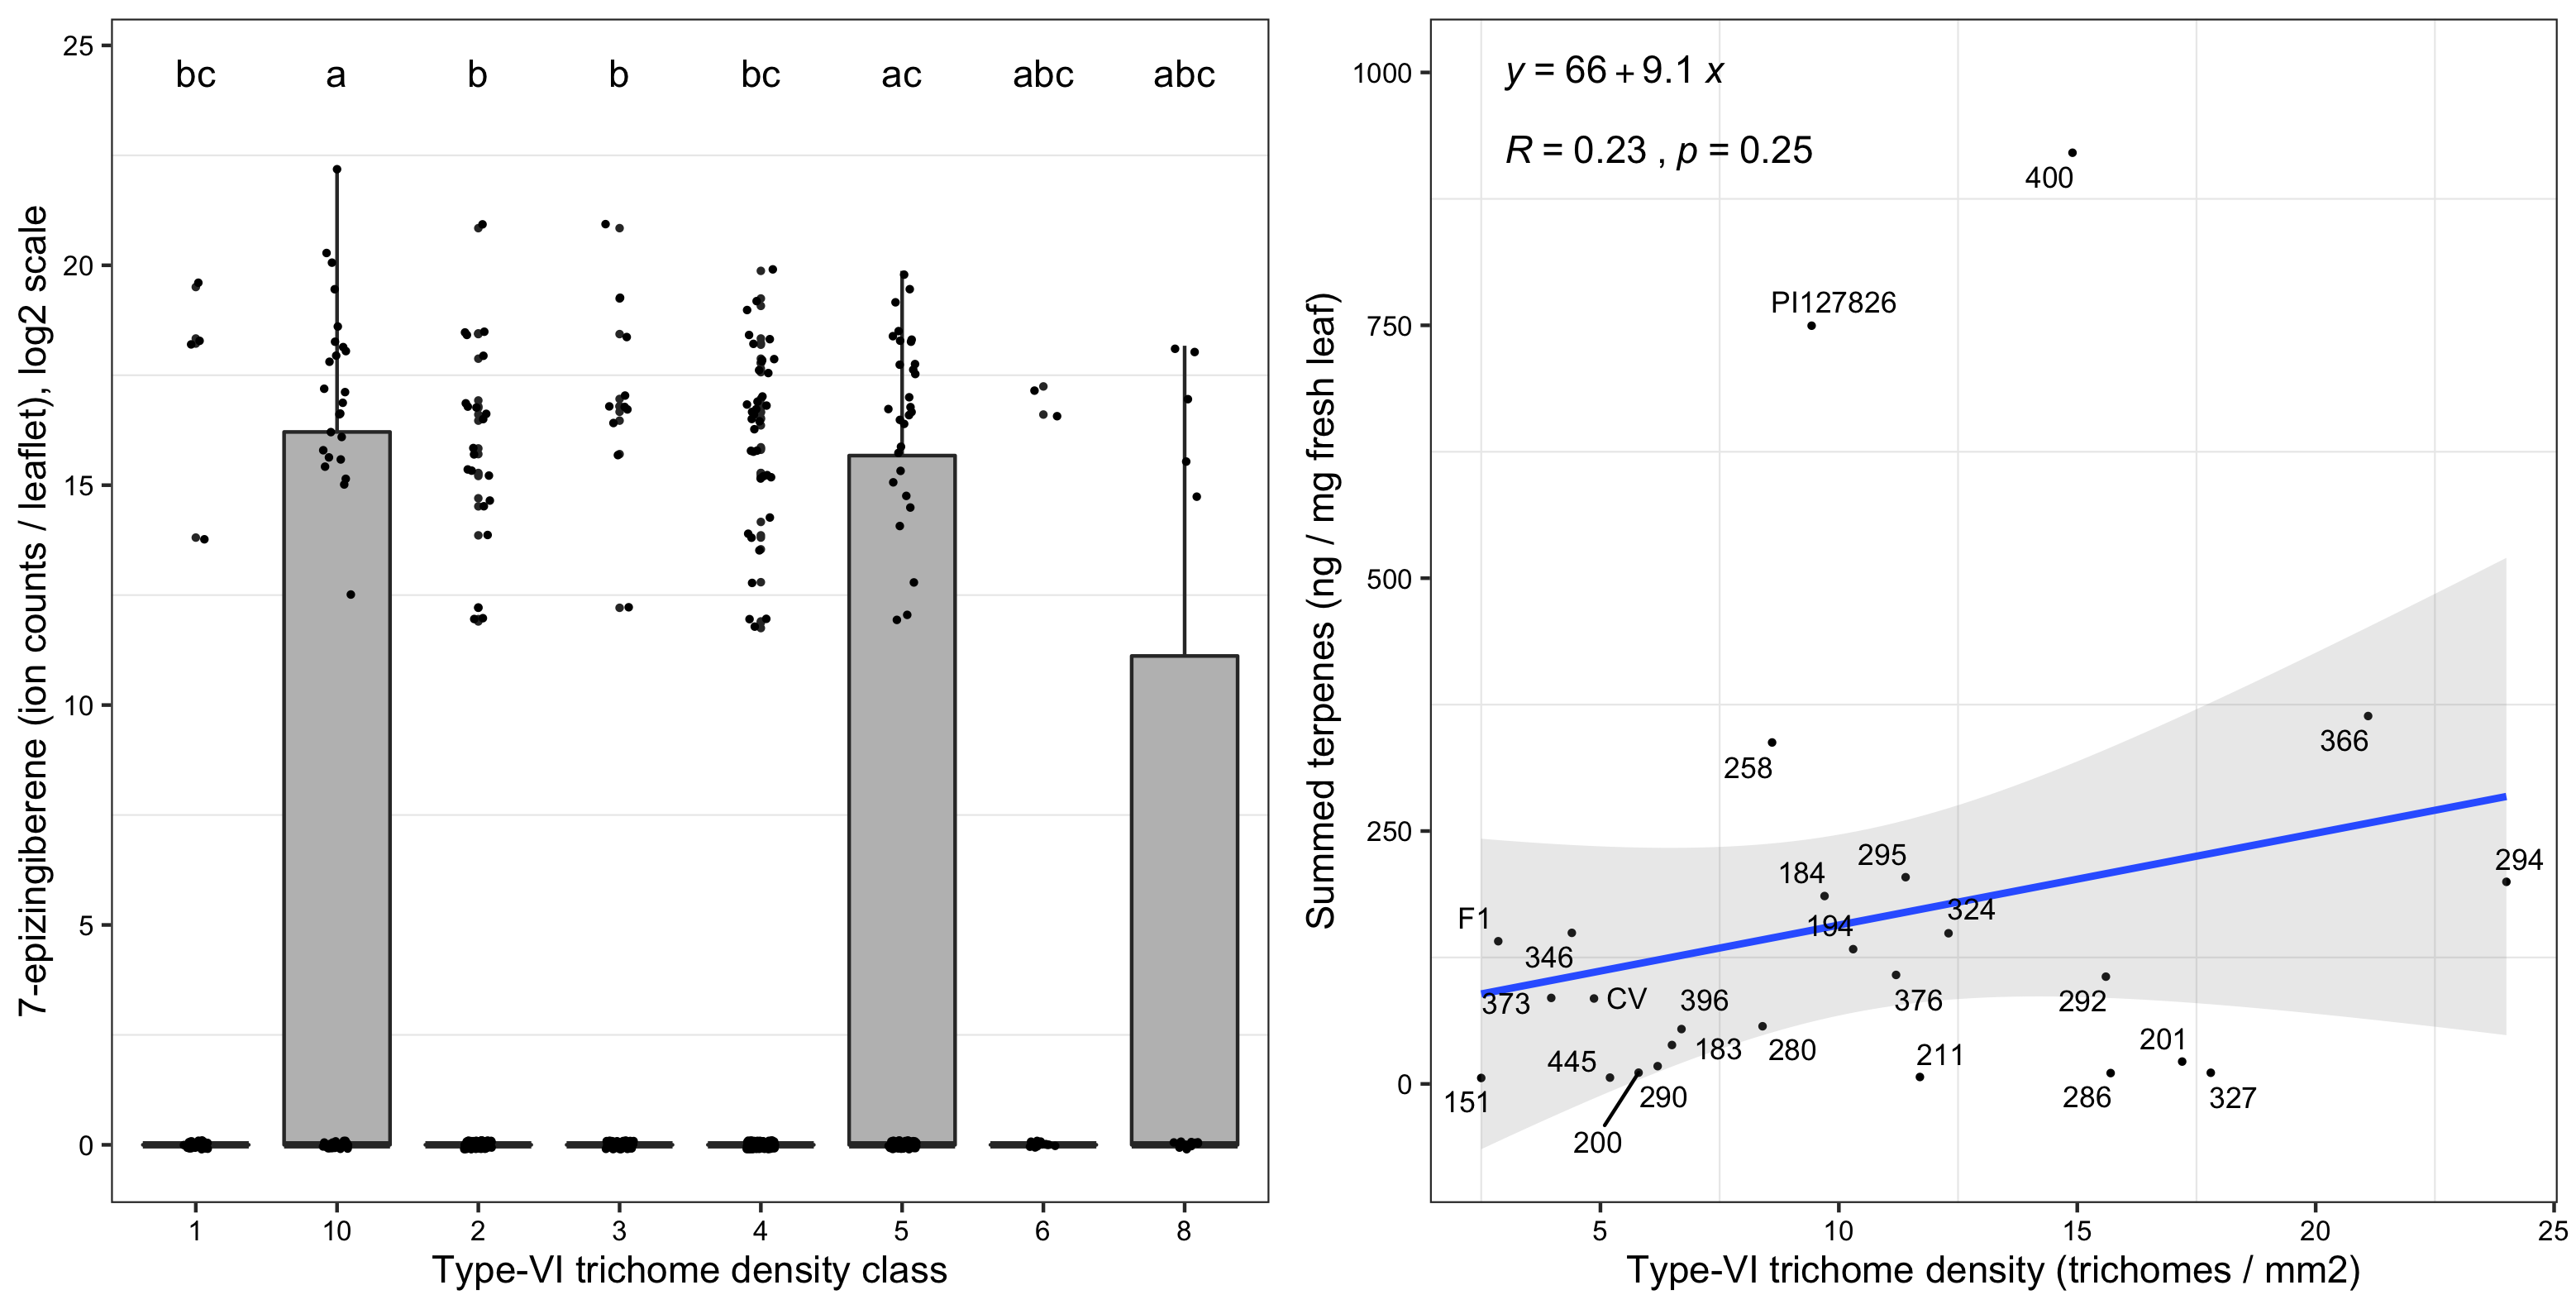 7-epizingiberene (ion counts / leaflet), log2 scale
25
20
15
10
5
0
bc a b b bc ac abc abc
1 10 2 3 4 5 6 8
Type-VI trichome density class
Summed terpenes (ng / mg fresh leaf)
1000
750
500
250
0
y = 66 + 9.1 x
R = 0.23 , p = 0.25
400
PI127826
258
366
294
295
184
194
324
F1
346
373
CV
396
376
292
445
183
280
211
201
151
290
286
327
200
5 10 15 20 25
Type-VI trichome density (trichomes / mm2)